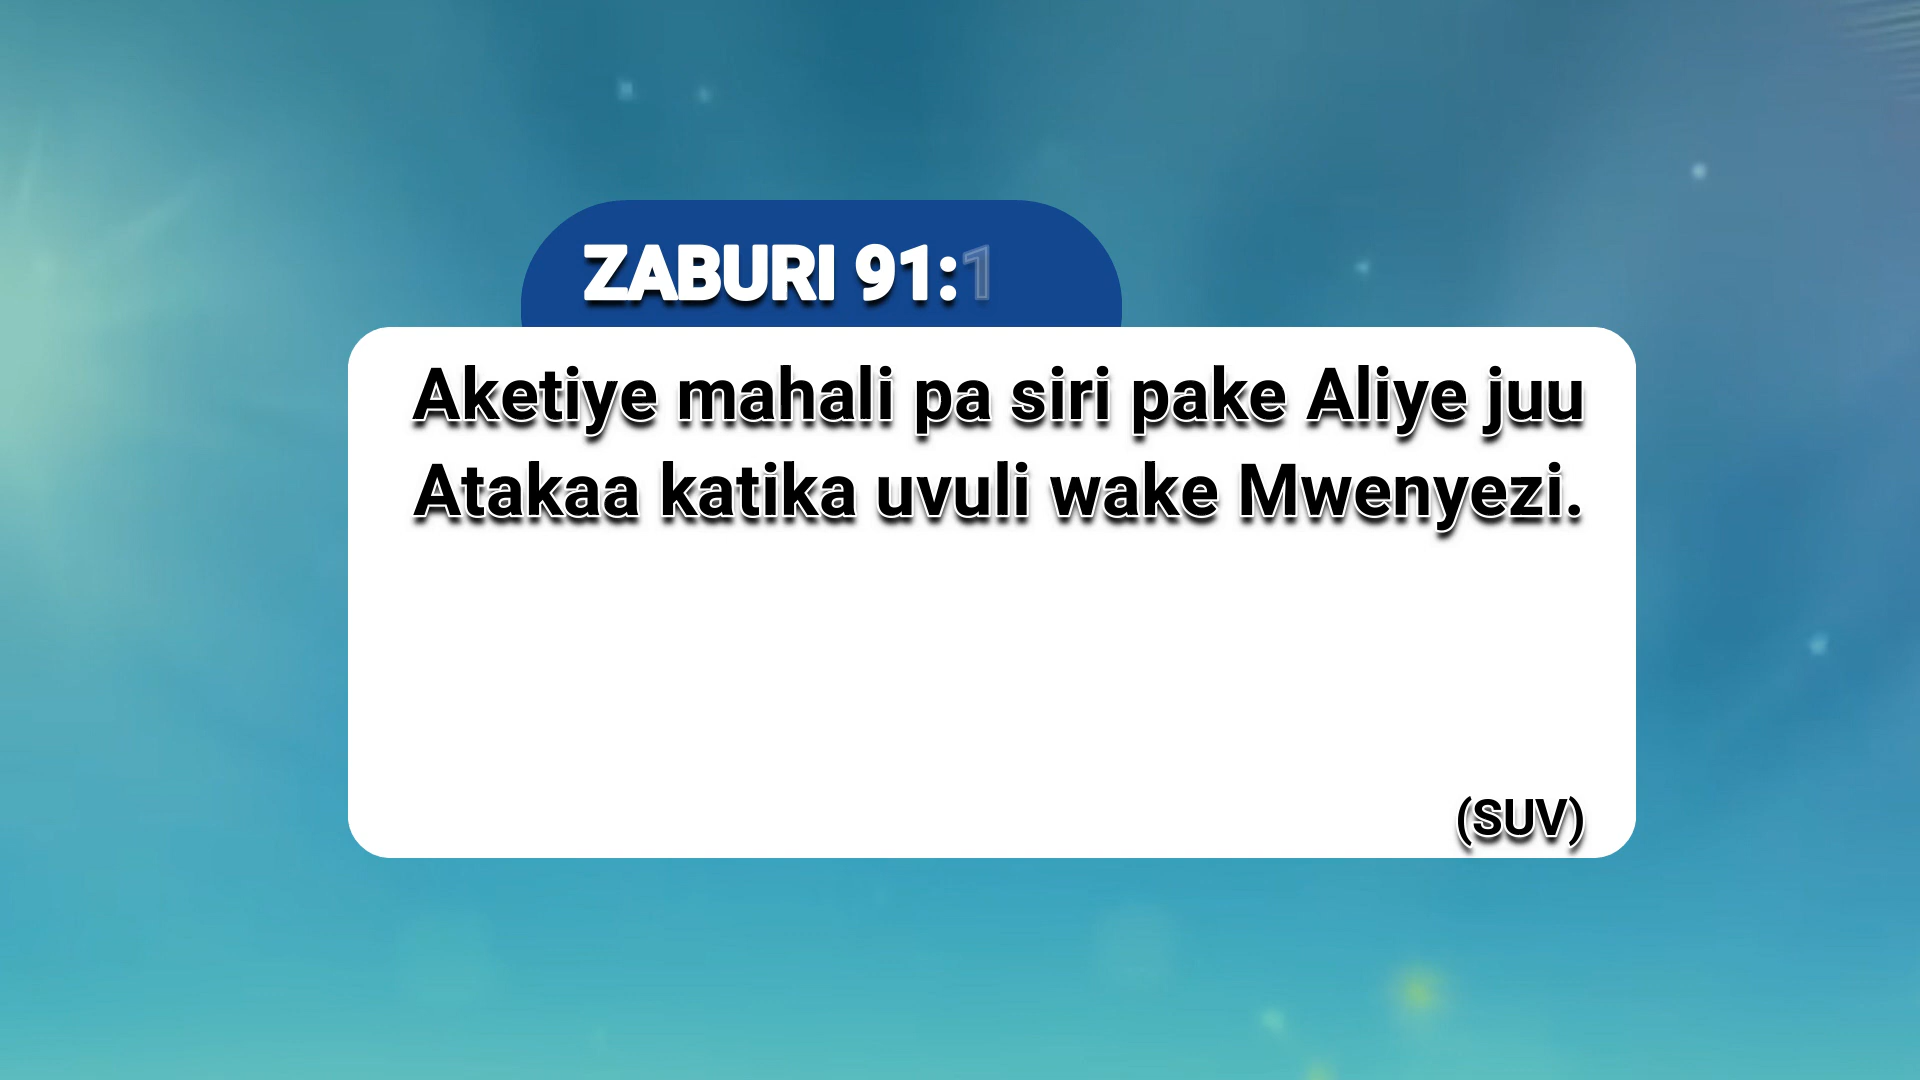 ZABURI 91:1
Aketiye mahali pa siri pake Aliye juu
Atakaa katika uvuli wake Mwenyezi.
(SUV)